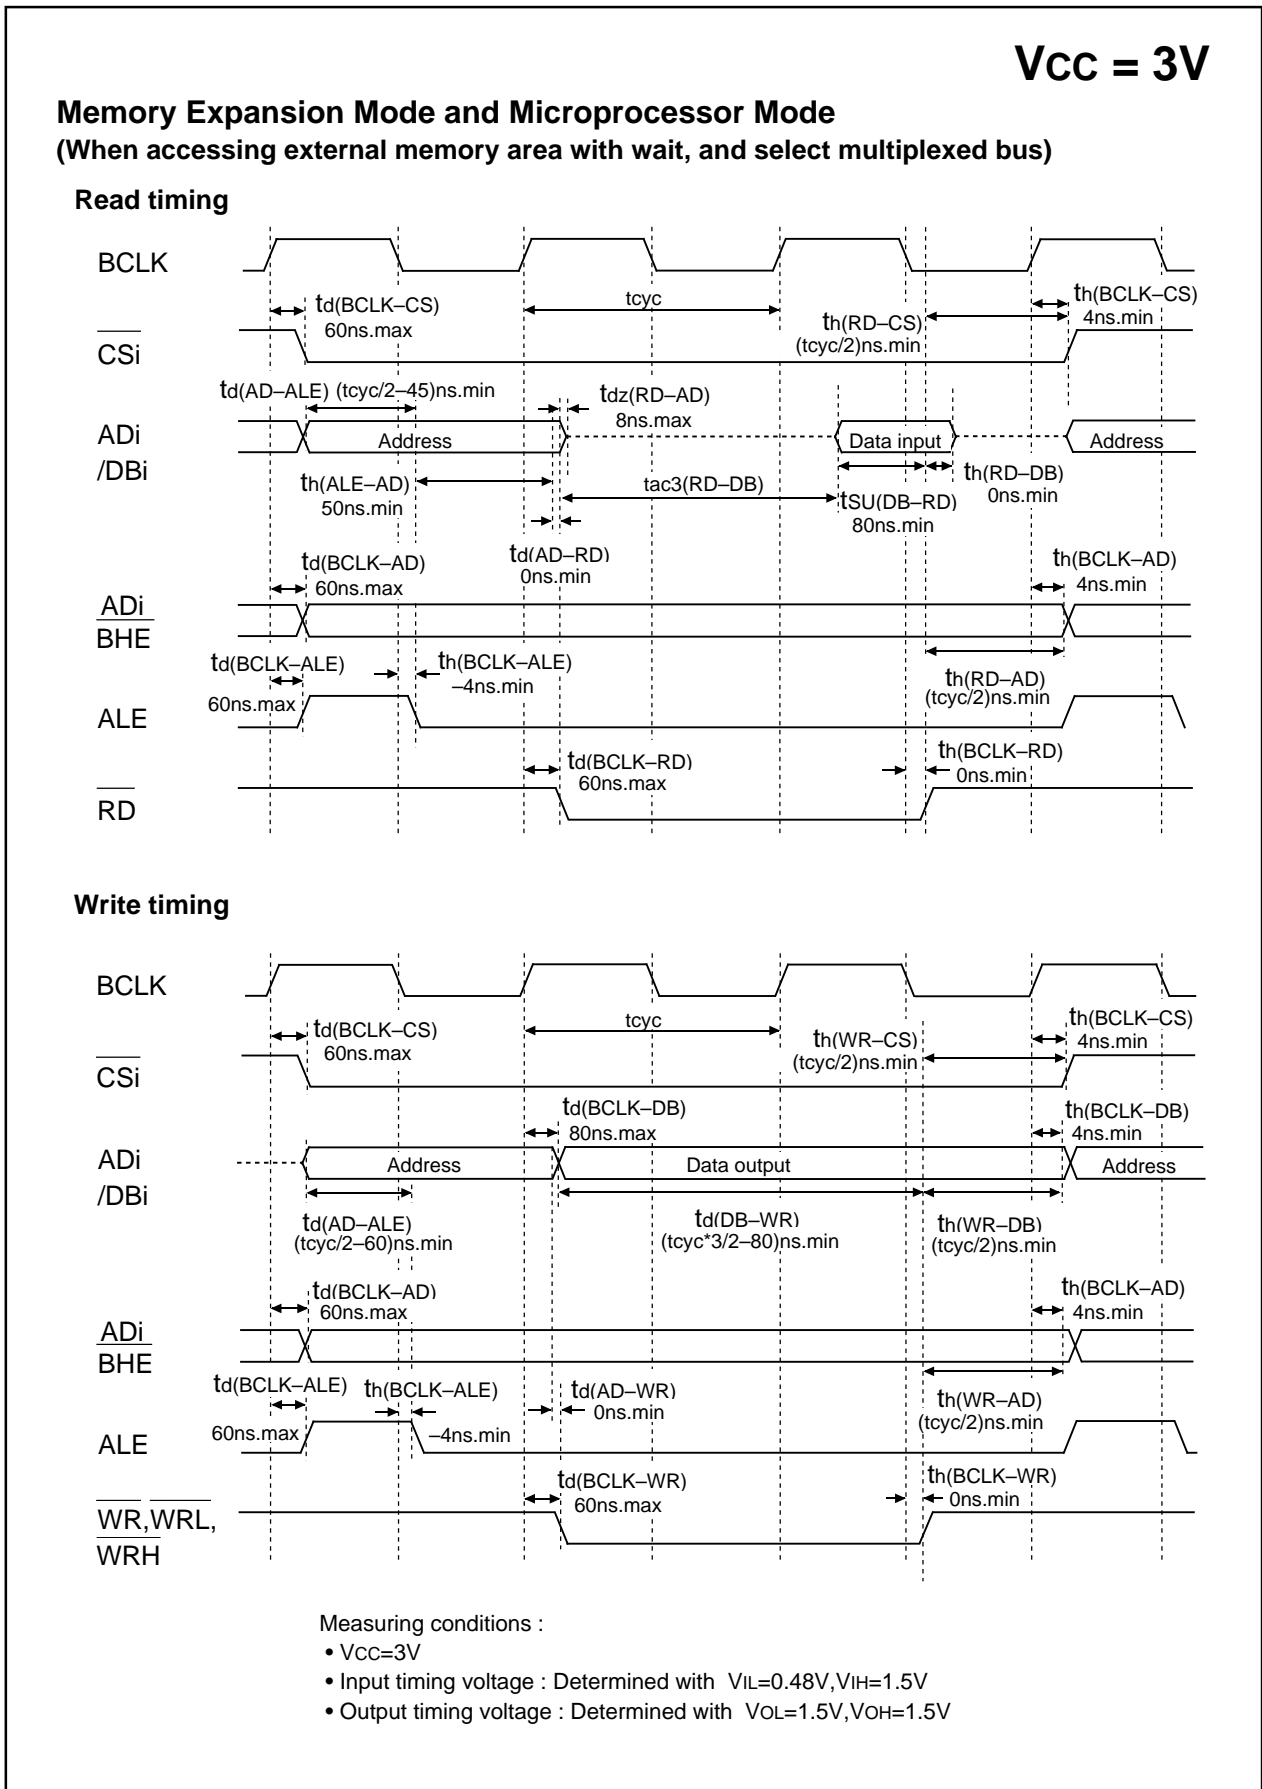 VCC = 3V
Memory Expansion Mode and Microprocessor Mode
(When accessing external memory area with wait, and select multiplexed bus)
Read timing
BCLK
td(BCLK–CS)
60ns.max
tcyc
th(RD–CS)
(tcyc/2)ns.min
th(BCLK–CS)
4ns.min
CSi
td(AD–ALE) (tcyc/2–45)ns.min
tdz(RD–AD)
8ns.max
ADi
/DBi
Address
Data input
Address
th(ALE–AD)
50ns.min
tac3(RD–DB)
tSU(DB–RD)
80ns.min
th(RD–DB)
0ns.min
td(AD–RD)
0ns.min
td(BCLK–AD)
60ns.max
th(BCLK–AD)
4ns.min
ADi
BHE
td(BCLK–ALE)
60ns.max
th(BCLK–ALE)
–4ns.min
th(RD–AD)
(tcyc/2)ns.min
ALE
td(BCLK–RD)
60ns.max
th(BCLK–RD)
0ns.min
RD
Write timing
BCLK
td(BCLK–CS)
60ns.max
tcyc
th(WR–CS)
(tcyc/2)ns.min
th(BCLK–CS)
4ns.min
CSi
td(BCLK–DB)
80ns.max
th(BCLK–DB)
4ns.min
ADi
/DBi
Address
Data output
Address
td(AD–ALE)
(tcyc/2–60)ns.min
td(DB–WR)
(tcyc*3/2–80)ns.min
th(WR–DB)
(tcyc/2)ns.min
td(BCLK–AD)
60ns.max
th(BCLK–AD)
4ns.min
ADi
BHE
td(BCLK–ALE)
60ns.max
th(BCLK–ALE)
–4ns.min
td(AD–WR)
0ns.min
th(WR–AD)
(tcyc/2)ns.min
ALE
td(BCLK–WR)
60ns.max
th(BCLK–WR)
0ns.min
WR,WRL,
WRH
Measuring conditions :
• VCC=3V
• Input timing voltage : Determined with VIL=0.48V,VIH=1.5V
• Output timing voltage : Determined with VOL=1.5V,VOH=1.5V